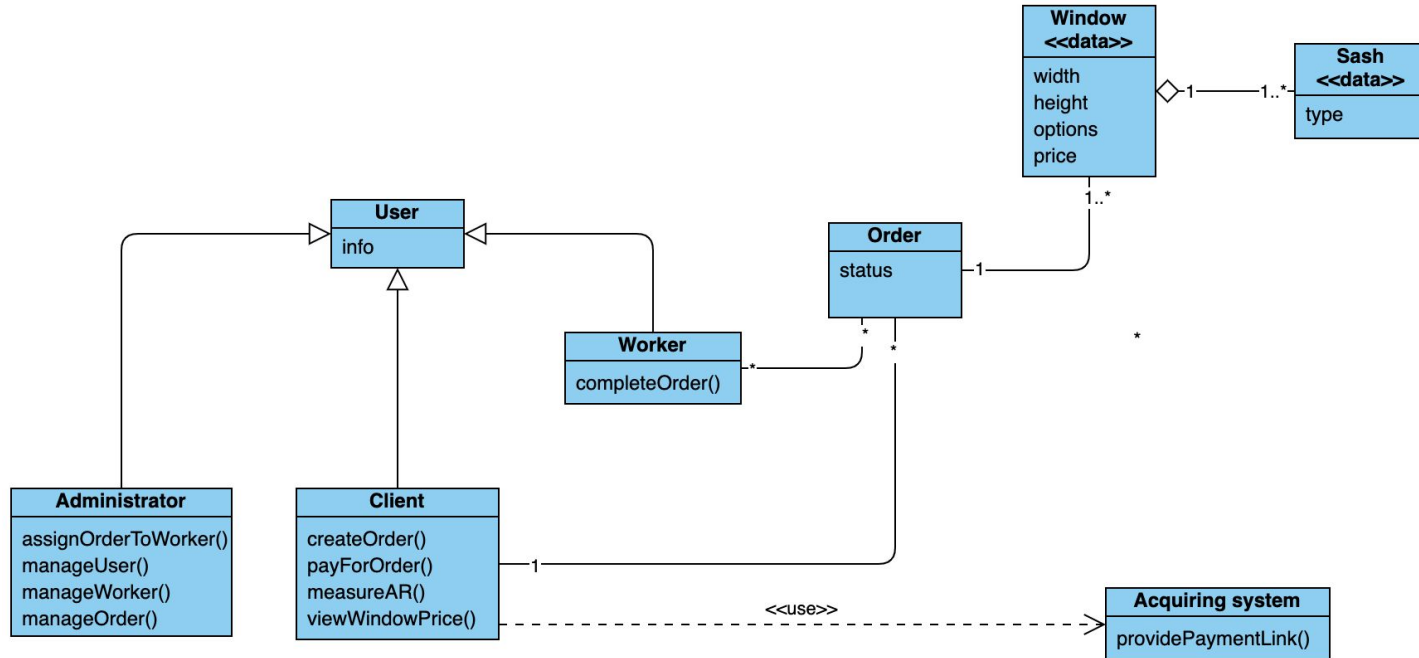 Window
<<data>>
width
height
options
price
1
1..*
Sash
<<data>>
type
1..*
User
info
Order
status
1
*
*
*
*
Worker
completeOrder()
Administrator
assignOrderToWorker()
manageUser()
manageWorker()
manageOrder()
Client
createOrder()
payForOrder()
measureAR()
viewWindowPrice()
1
<<use>>
Acquiring system
providePaymentLink()